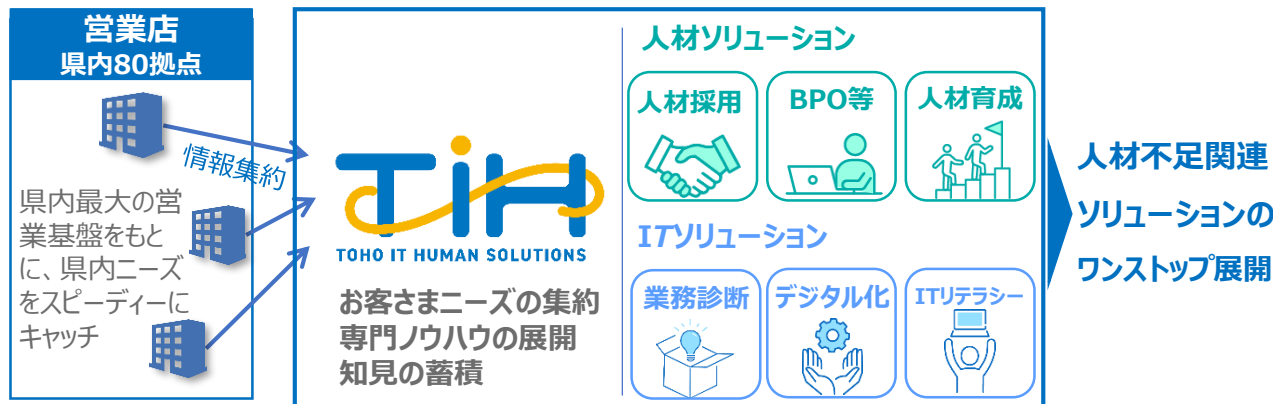 営業店
県内80拠点
情報集約
県内最大の営
業基盤をもと
に、県内ニーズ
をスピーディーに
キャッチ
TiH
TOHO IT HUMAN SOLUTIONS
お客さまニーズの集約
専門ノウハウの展開
知見の蓄積
人材ソリューション
人材採用
BPO等
人材育成
ITソリューション
業務診断
デジタル化
ITリテラシー
人材不足関連
ソリューションの
ワンストップ展開